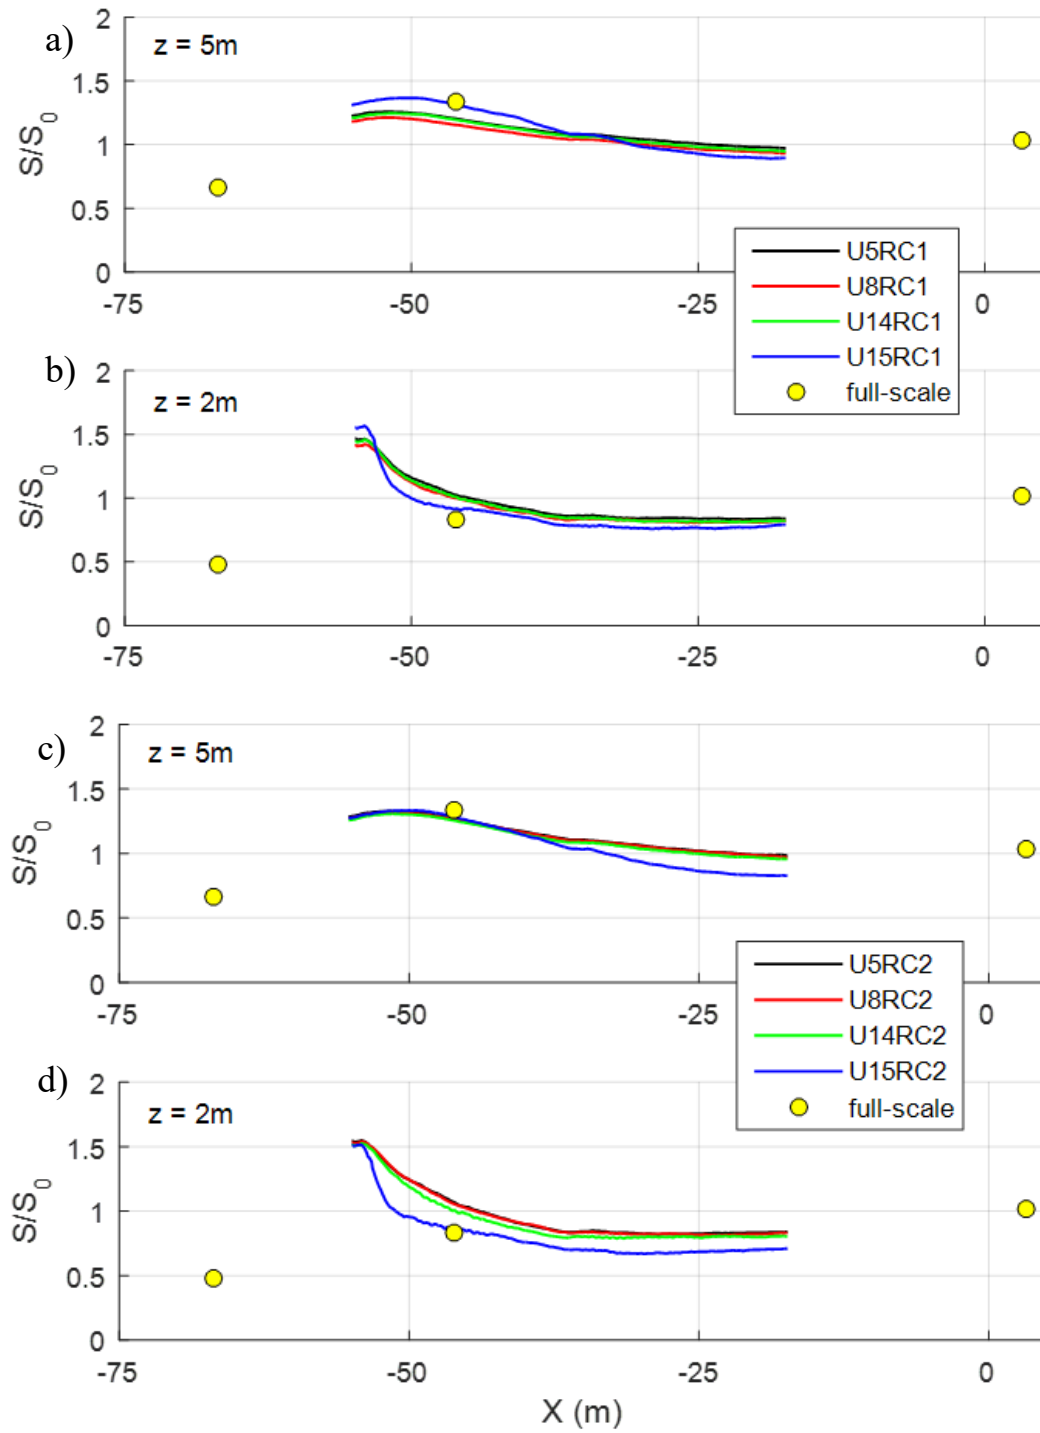 a)
z = 5m
2
1.5
1
0.5
0
S/S0
-75
-50
-25
0
U5RC1
U8RC1
U14RC1
U15RC1
full-scale
b)
z = 2m
2
1.5
1
0.5
0
S/S0
-75
-50
-25
0
c)
z = 5m
2
1.5
1
0.5
0
S/S0
-75
-50
-25
0
U5RC2
U8RC2
U14RC2
U15RC2
full-scale
d)
z = 2m
2
1.5
1
0.5
0
S/S0
-75
-50
-25
0
X (m)